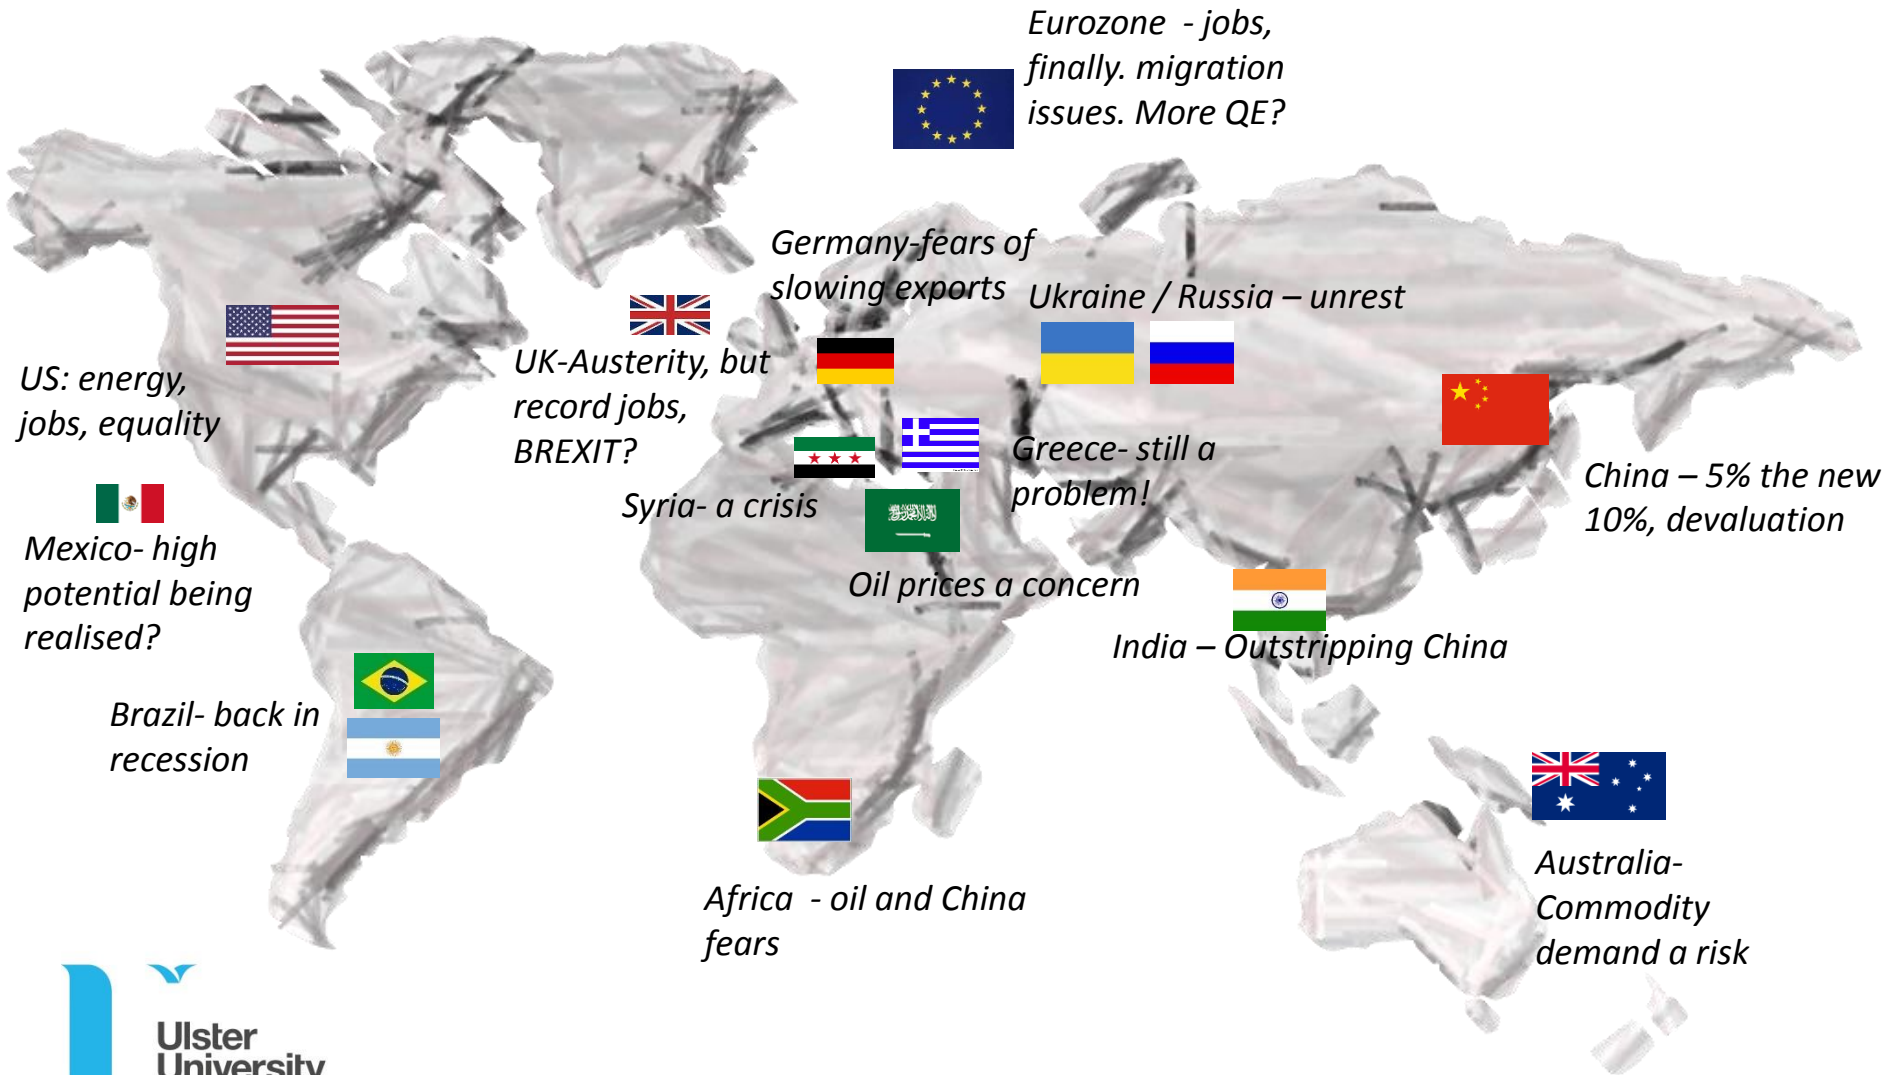 Eurozone  - jobs,
finally. migration
issues. More QE?
Germany-fears of
slowing exports
Ukraine / Russia – unrest
US: energy,
jobs, equality
UK-Austerity, but
record jobs,
BREXIT?
Greece- still a
problem!
Syria- a crisis
China – 5% the new
10%, devaluation
Mexico- high
potential being
realised?
Oil prices a concern
India – Outstripping China
Brazil- back in
recession
Africa  - oil and China
fears
Australia-
Commodity
demand a risk
Ulster
University